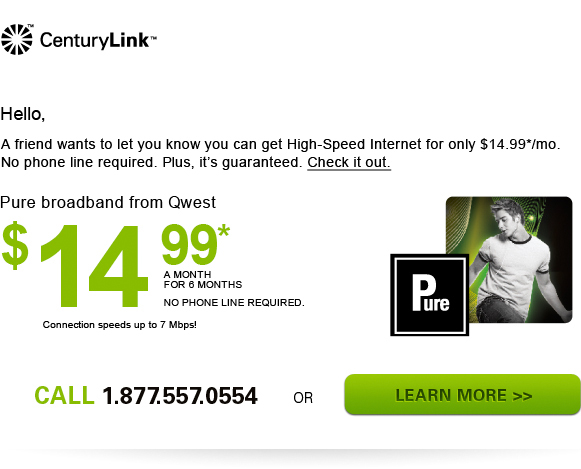 CenturyLink™
Hello,
A friend wants to let you know you can get High-Speed Internet for only $14.99*/mo.
No phone line required. Plus, it's guaranteed. Check it out.
Pure broadband from Qwest
$14 99*
A MONTH
FOR 6 MONTHS
NO PHONE LINE REQUIRED.
Connection speeds up to 7 Mbps!
Pure
CALL 1.877.557.0554 OR LEARN MORE >>